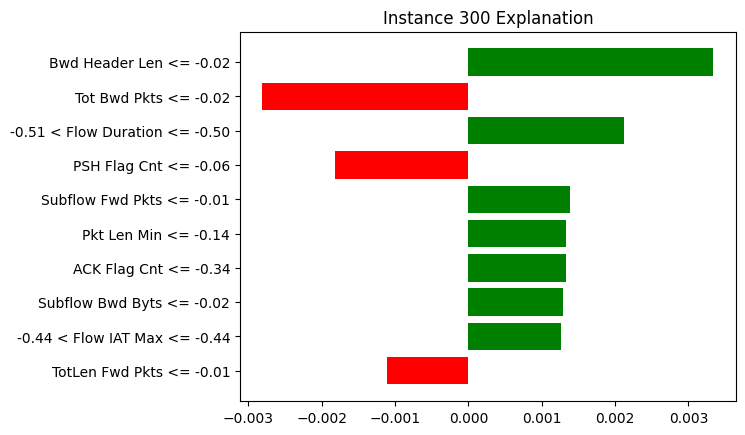 Instance 300 Explanation
Bwd Header Len <= -0.02
Tot Bwd Pkts <= -0.02
-0.51 < Flow Duration <= -0.50
PSH Flag Cnt <= -0.06
Subflow Fwd Pkts <= -0.01
Pkt Len Min <= -0.14
ACK Flag Cnt <= -0.34
Subflow Bwd Byts <= -0.02
-0.44 < Flow IAT Max <= -0.44
TotLen Fwd Pkts <= -0.01
−0.003 −0.002 −0.001 0.000 0.001 0.002 0.003